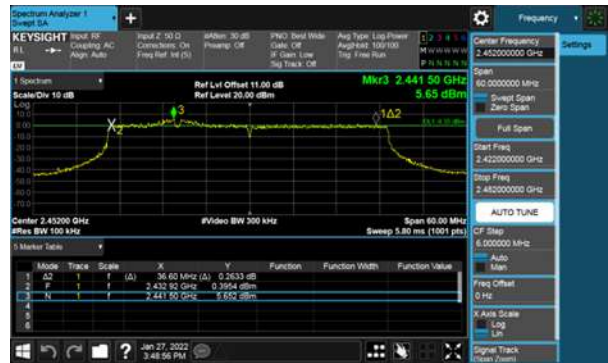 Spectrum Analyzer 1
Swept SA
+
Frequency
KEYSIGHT
Input: RF
Input Z: 50 Ω
#Atten: 30 dB
PNO: Best Wide
Avg Type: Log-Power
1 2 3 4 5 6
RL
Coupling: AC
Corrections: On
Preamp: Off
Gate: Off
Avg|Hold: 100/100
Align: Auto
Freq Ref: Int (S)
IF Gain: Low
Trig: Free Run
Sig Track: Off
Center Frequency
2.452000000 GHz
Settings
Span
60.0000000 MHz
Swept Span
Zero Span
Full Span
Start Freq
2.422000000 GHz
Stop Freq
2.482000000 GHz
AUTO TUNE
CF Step
6.000000 MHz
Auto
Man
Freq Offset
0 Hz
X Axis Scale
Log
Lin
Signal Track
(Span Zoom)
1 Spectrum
Ref Lvl Offset 11.00 dB
Mkr3 2.441 50 GHz
Scale/Div 10 dB
Ref Level 20.00 dBm
5.65 dBm
Log
10.0
0.00
3
2
1Δ2
Center 2.45200 GHz
#Video BW 300 kHz
Span 60.00 MHz
#Res BW 100 kHz
Sweep 5.80 ms (1001 pts)
5 Marker Table
Mode Trace Scale X Y Function Function Width Function Value
1 Δ2 1 f (Δ) 36.60 MHz (Δ) 0.2633 dB
2 F 1 f 2.432 92 GHz 0.3954 dBm
3 N 1 f 2.441 50 GHz 5.652 dBm
4
5
6
?
Jan 27, 2022
3:48:56 PM